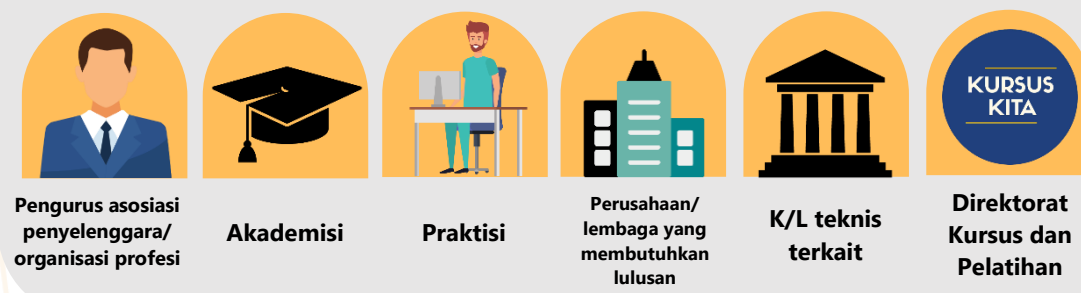 Pengurus asosiasi
penyelenggara/
organisasi profesi
Akademisi
Praktisi
Perusahaan/
lembaga yang
membutuhkan
lulusan
K/L teknis
terkait
KURSUS
KITA
Direktorat
Kursus dan
Pelatihan